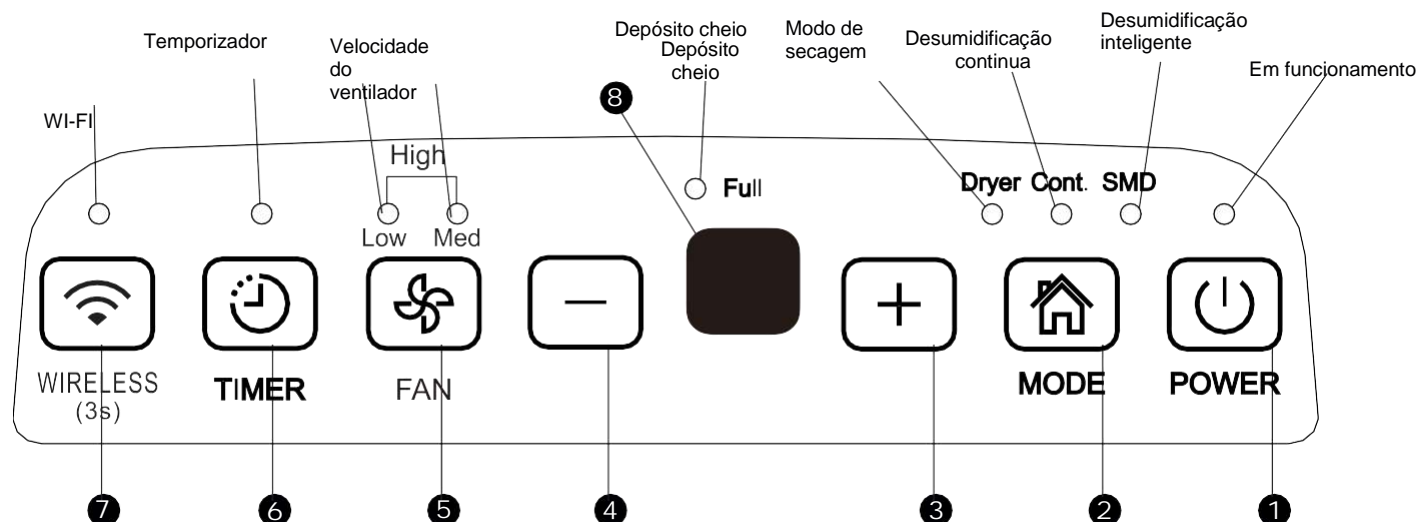 Temporizador
Velocidade
do
ventilador
Depósito cheio
Depósito
cheio
Modo de
secagem
Desumidificação
continua
Desumidificação
inteligente
Em funcionamento
WI-FI
8
High
Full
Dryer Cont. SMD
Low Med
WIRELESS
(3s)
TIMER
FAN
MODE
POWER
7 6 5 4 3 2 1